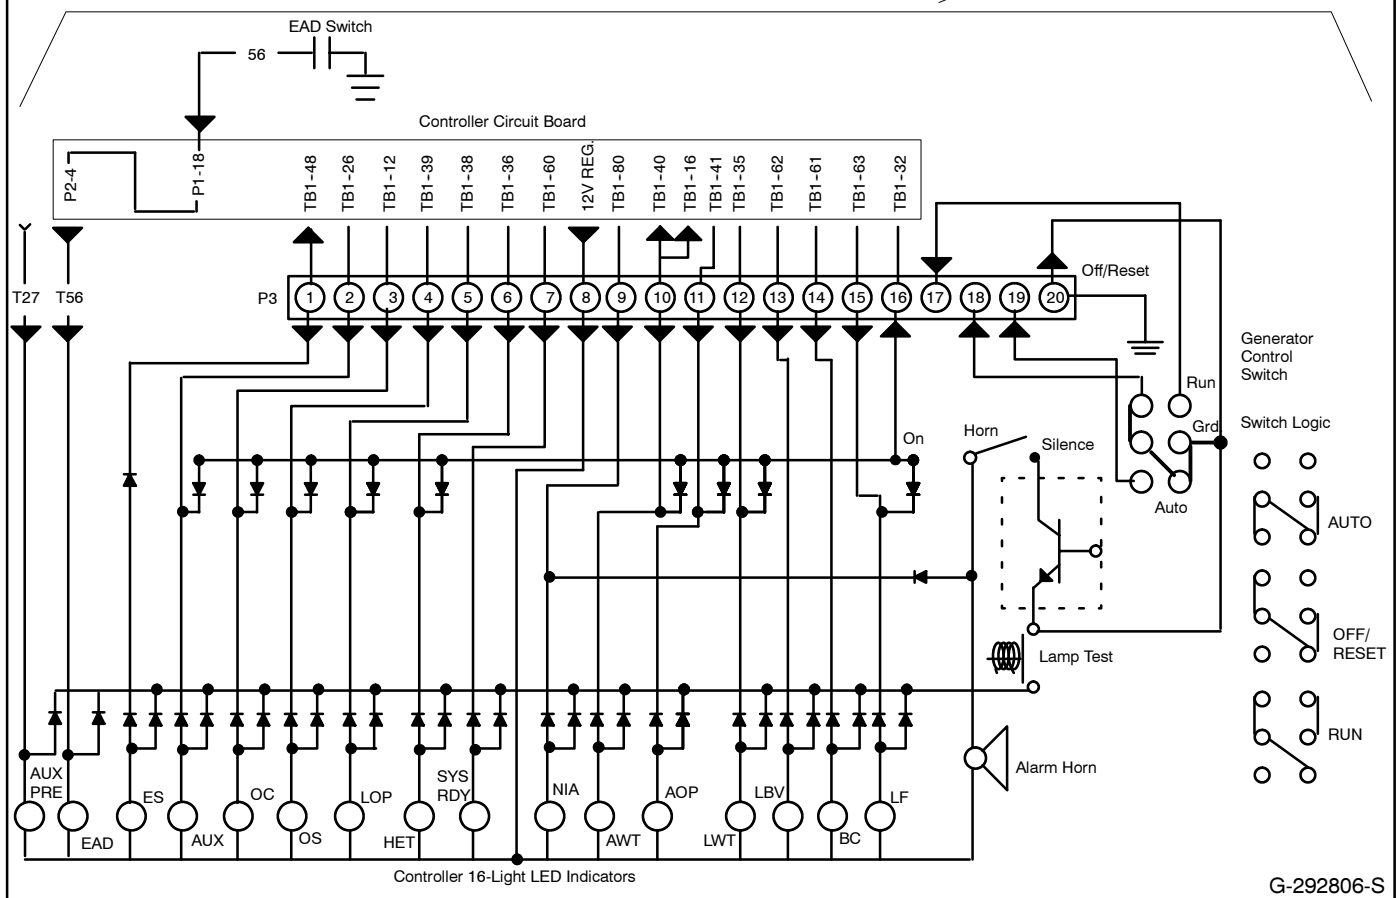 EAD Switch
56
Controller Circuit Board
P2-4
P1-18
TB1-48
TB1-26
TB1-12
TB1-39
TB1-38
TB1-36
TB1-60
12V REG.
TB1-80
TB1-40
TB1-16
TB1-41
TB1-35
TB1-62
TB1-61
TB1-63
TB1-32
T27
T56
P3
1
2
3
4
5
6
7
8
9
10
11
12
13
14
15
16
17
18
19
20
Off/Reset
Generator
Control
Switch
Run
Grd
Auto
Switch Logic
AUTO
OFF/
RESET
RUN
On
Horn
Silence
Lamp Test
Alarm Horn
AUX
PRE
EAD
ES
AUX
OC
OS
LOP
HET
SYS
RDY
NIA
AWT
AOP
LWT
LBV
BC
LF
Controller 16-Light LED Indicators
G-292806-S